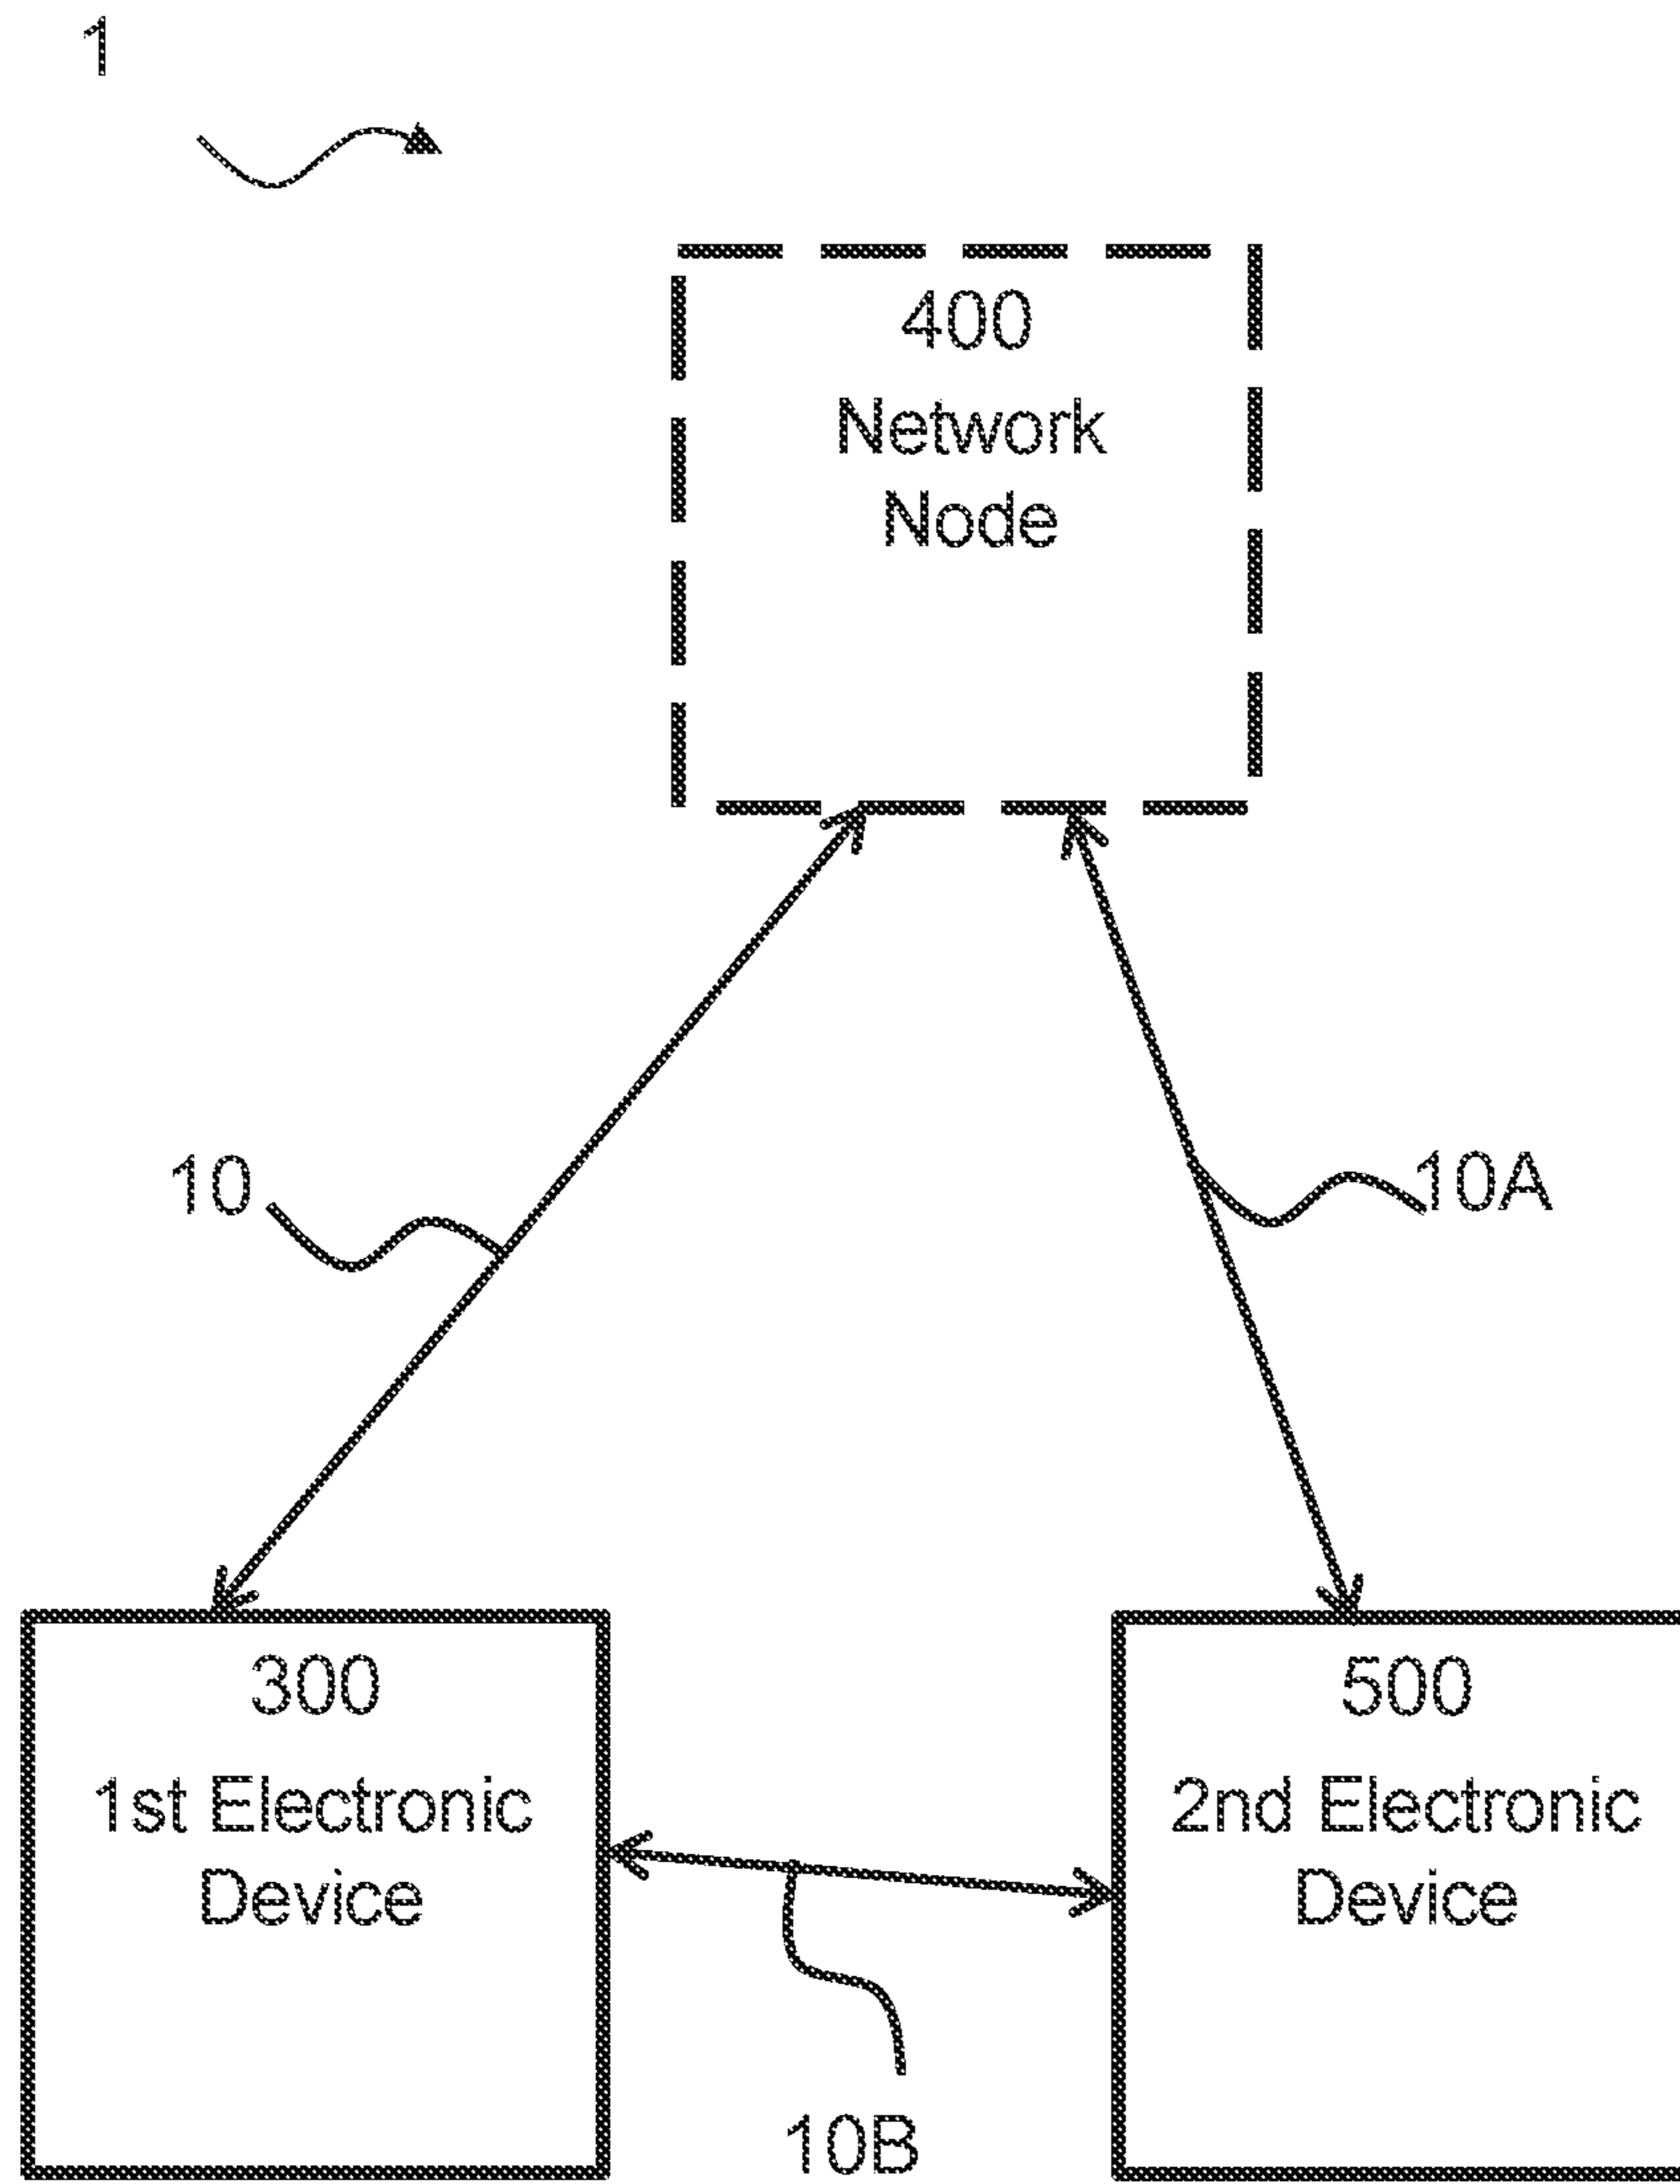 1
400
Network
Node
10
10A
300
1st Electronic
Device
500
2nd Electronic
Device
10B